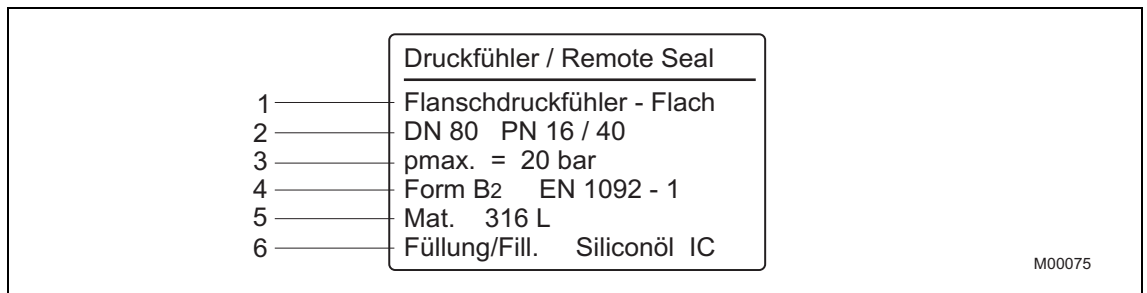 Druckfühler / Remote Seal
1 Flanschdruckfühler - Flach
2 DN 80 PN 16 / 40
3 pmax. = 20 bar
4 Form B2 EN 1092 - 1
5 Mat. 316 L
6 Füllung/Fill. Siliconöl IC
M00075